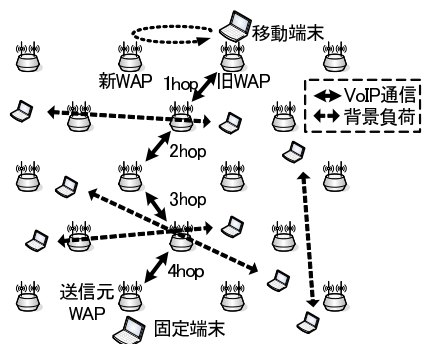 移動端末
新WAP
1hop
旧WAP
VoIP通信
背景負荷
2hop
3hop
4hop
送信元
WAP
固定端末